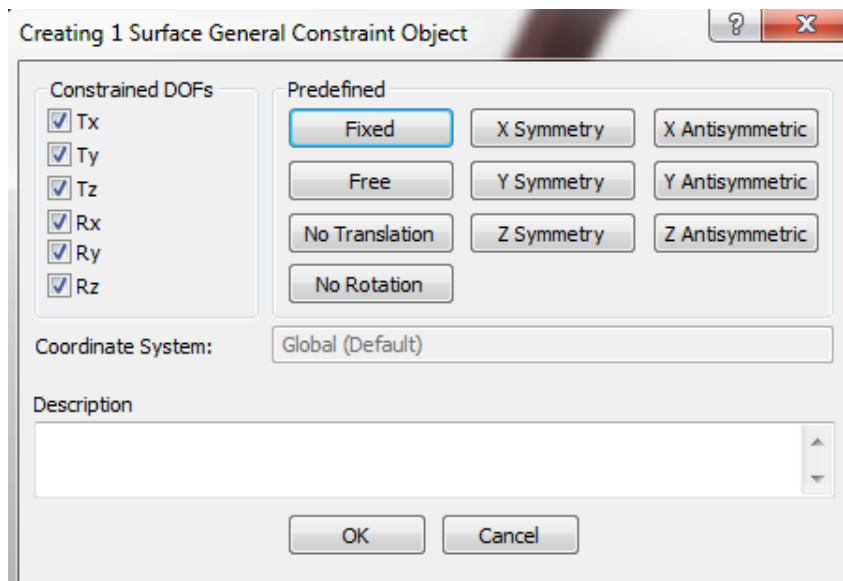 Creating 1 Surface General Constraint Object
? X
Constrained DOFs
Tx
Ty
Tz
Rx
Ry
Rz
Predefined
Fixed X Symmetry X Antisymmetric
Free Y Symmetry Y Antisymmetric
No Translation Z Symmetry Z Antisymmetric
No Rotation
Coordinate System: Global (Default)
Description
OK Cancel